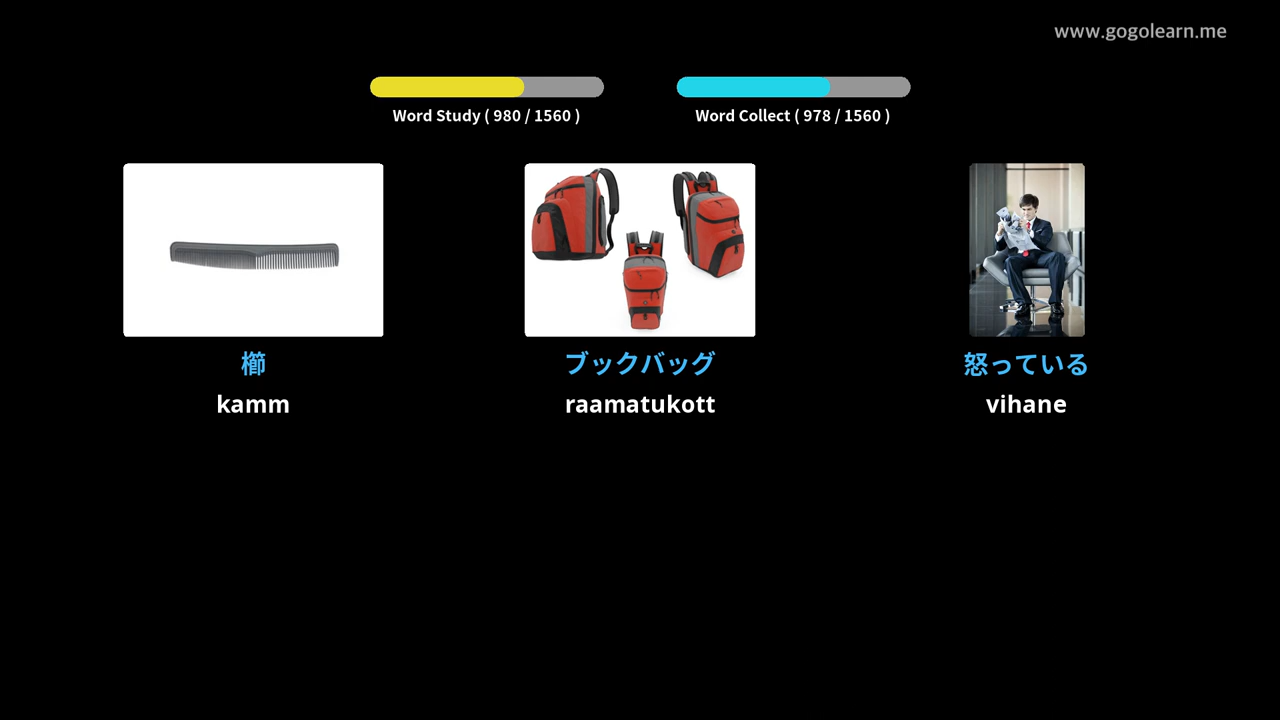 www.gogolearn.me
Word Study ( 980 / 1560 )
Word Collect ( 978 / 1560 )
櫛
ブックバッグ
怒っている
kamm
raamatukott
vihane